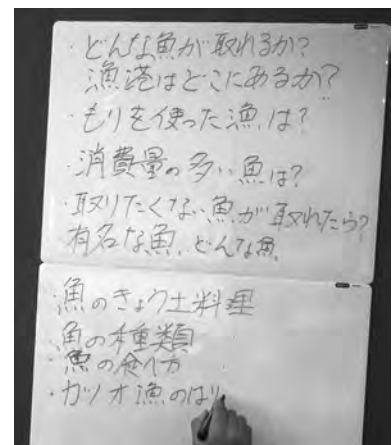 ・どんな魚が取れるか?
漁港はどこにあるか?
・もりを使った漁は?
・消費量の多い魚は?
・取りたくない魚が取れたら?
有名な魚、どんな魚
魚のきょう土料理
魚の種類
・魚の食べ方
・カツオ漁のはり